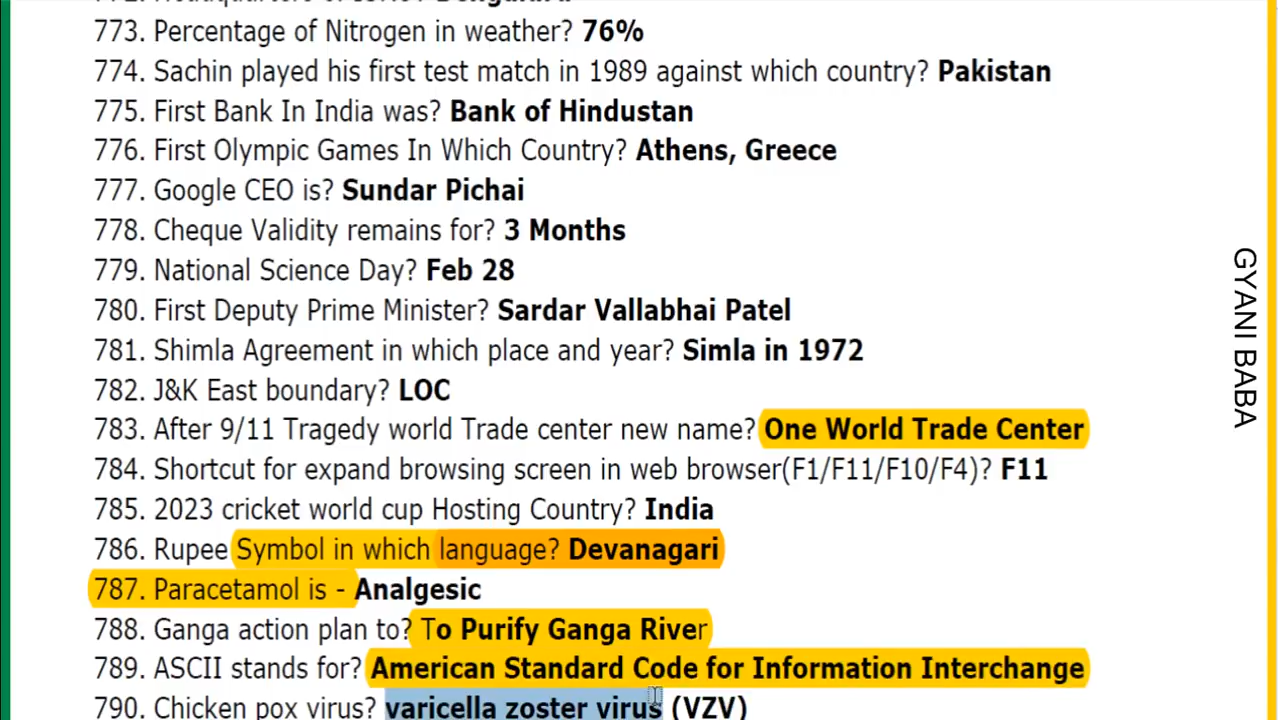 773. Percentage of Nitrogen in weather? 76%
774. Sachin played his first test match in 1989 against which country? Pakistan
775. First Bank In India was? Bank of Hindustan
776. First Olympic Games In Which Country? Athens, Greece
777. Google CEO is? Sundar Pichai
778. Cheque Validity remains for? 3 Months
779. National Science Day? Feb 28
780. First Deputy Prime Minister? Sardar Vallabhai Patel
781. Shimla Agreement in which place and year? Simla in 1972
782. J&K East boundary? LOC
783. After 9/11 Tragedy world Trade center new name? One World Trade Center
784. Shortcut for expand browsing screen in web browser(F1/F11/F10/F4)? F11
785. 2023 cricket world cup Hosting Country? India
786. Rupee Symbol in which language? Devanagari
787. Paracetamol is - Analgesic
788. Ganga action plan to? To Purify Ganga River
789. ASCII stands for? American Standard Code for Information Interchange
790. Chicken pox virus? varicella zoster virus (VZV)
GYANI BABA